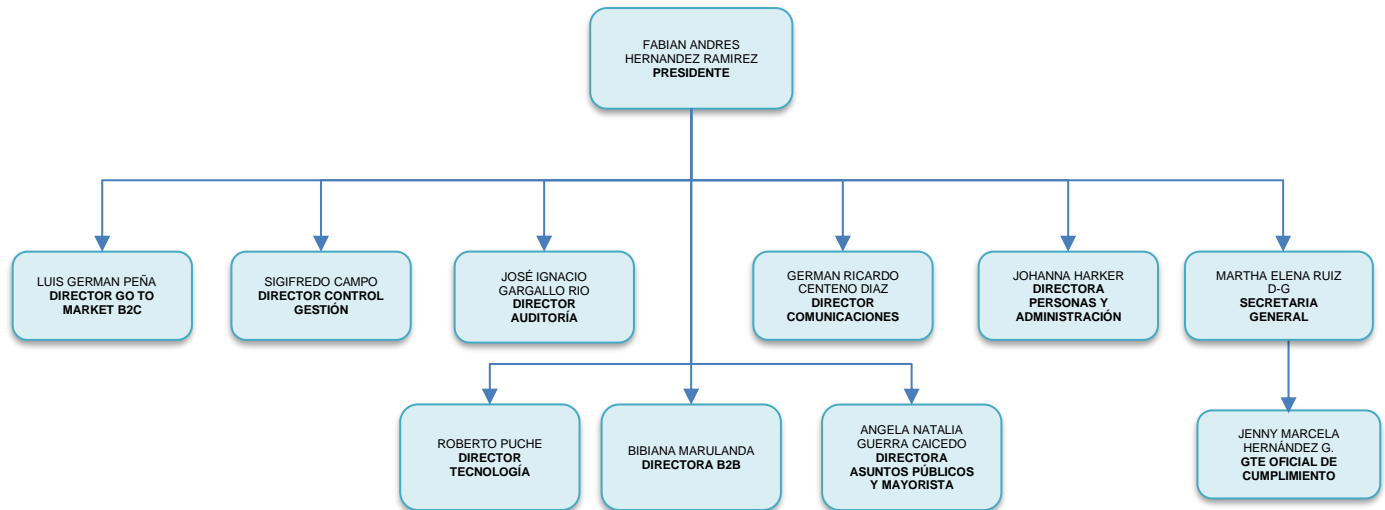 FABIAN ANDRES
HERNANDEZ RAMIREZ
PRESIDENTE
LUIS GERMAN PEÑA
DIRECTOR GO TO
MARKET B2C
SIGIFREDO CAMPO
DIRECTOR CONTROL
GESTIÓN
JOSÉ IGNACIO
GARGALLO RIO
DIRECTOR
AUDITORÍA
GERMAN RICARDO
CENTENO DIAZ
DIRECTOR
COMUNICACIONES
JOHANNA HARKER
DIRECTORA
PERSONAS Y
ADMINISTRACIÓN
MARTHA ELENA RUIZ
D-G
SECRETARIA
GENERAL
ROBERTO PUCHE
DIRECTOR
TECNOLOGÍA
BIBIANA MARULANDA
DIRECTORA B2B
ANGELA NATALIA
GUERRA CAICEDO
DIRECTORA
ASUNTOS PÚBLICOS
Y MAYORISTA
JENNY MARCELA
HERNÁNDEZ G.
GTE OFICIAL DE
CUMPLIMIENTO